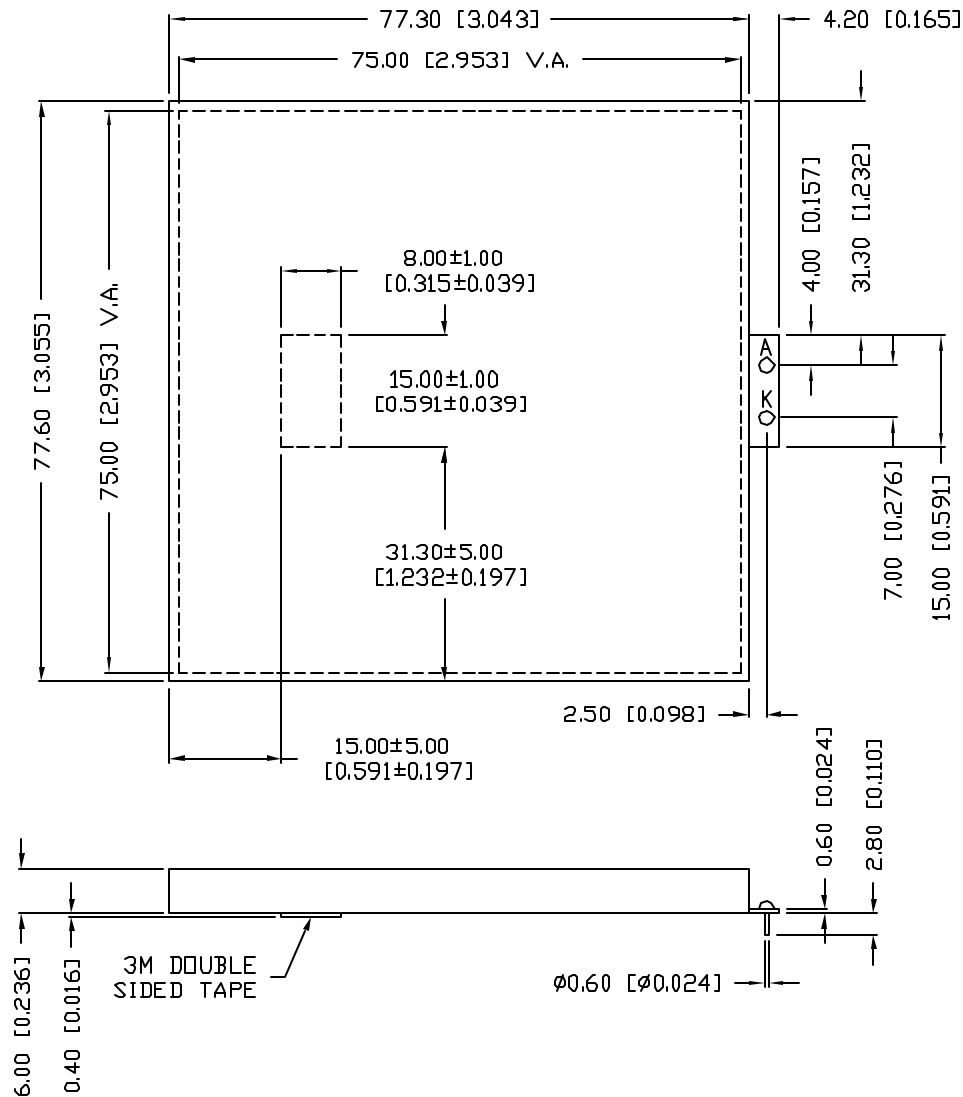 77.30 [3.043]
4.20 [0.165]
75.00 [2.953] V.A.
4.00 [0.157]
31.30 [1.232]
8.00±1.00
[0.315±0.039]
77.60 [3.055]
75.00 [2.953] V.A.
A
15.00±1.00
[0.591±0.039]
K
7.00 [0.276]
15.00 [0.591]
31.30±5.00
[1.232±0.197]
2.50 [0.098]
15.00±5.00
[0.591±0.197]
0.60 [0.024]
2.80 [0.110]
6.00 [0.236]
0.40 [0.016]
3M DOUBLE
SIDED TAPE
Ø0.60 [Ø0.024]